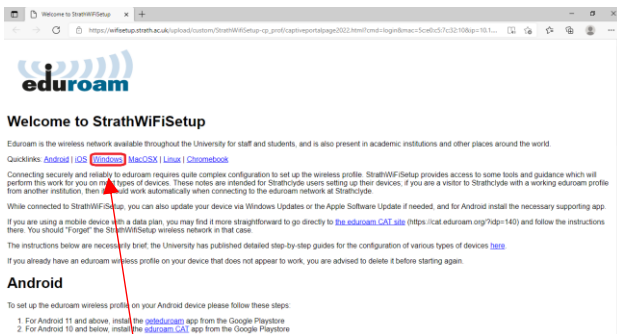 Welcome to StrathWiFiSetup
https://wifisetup.strath.ac.uk/upload/custom/StrathWiFiSetup-cp_prof/captiveportalpage2022.html?cmd=login&mac=5c:e0:c5:7c:32:10&ip=10.1...
eduroam
Welcome to StrathWiFiSetup
Eduroam is the wireless network available throughout the University for staff and students, and is also present in academic institutions and other places around the world.
Quicklinks: Android | iOS | Windows | MacOSX | Linux | Chromebook
Connecting securely and reliably to eduroam requires quite complex configuration to set up the wireless profile. StrathWiFiSetup provides access to some tools and guidance which will
perform this work for you on most types of devices. These notes are intended for Strathclyde users setting up their devices; if you are a visitor to Strathclyde with a working eduroam profile
from another institution, then it should work automatically when connecting to the eduroam network at Strathclyde.
While connected to StrathWiFiSetup, you can also update your device via Windows Updates or the Apple Software Update if needed, and for Android install the necessary supporting app.
If you are using a mobile device with a data plan, you may find it more straightforward to go directly to the eduroam CAT site (https://cat.eduroam.org/?idp=140) and follow the instructions
there. You should "Forget" the StrathWiFiSetup wireless network in that case.
The instructions below are necessarily brief; the University has published detailed step-by-step guides for the configuration of various types of devices here.
If you already have an eduroam wireless profile on your device that does not appear to work, you are advised to delete it before starting again.
Android
To set up the eduroam wireless profile on your Android device please follow these steps:
1. For Android 11 and above, install the geteduroam app from the Google Playstore
2. For Android 10 and below, install the eduroam CAT app from the Google Playstore